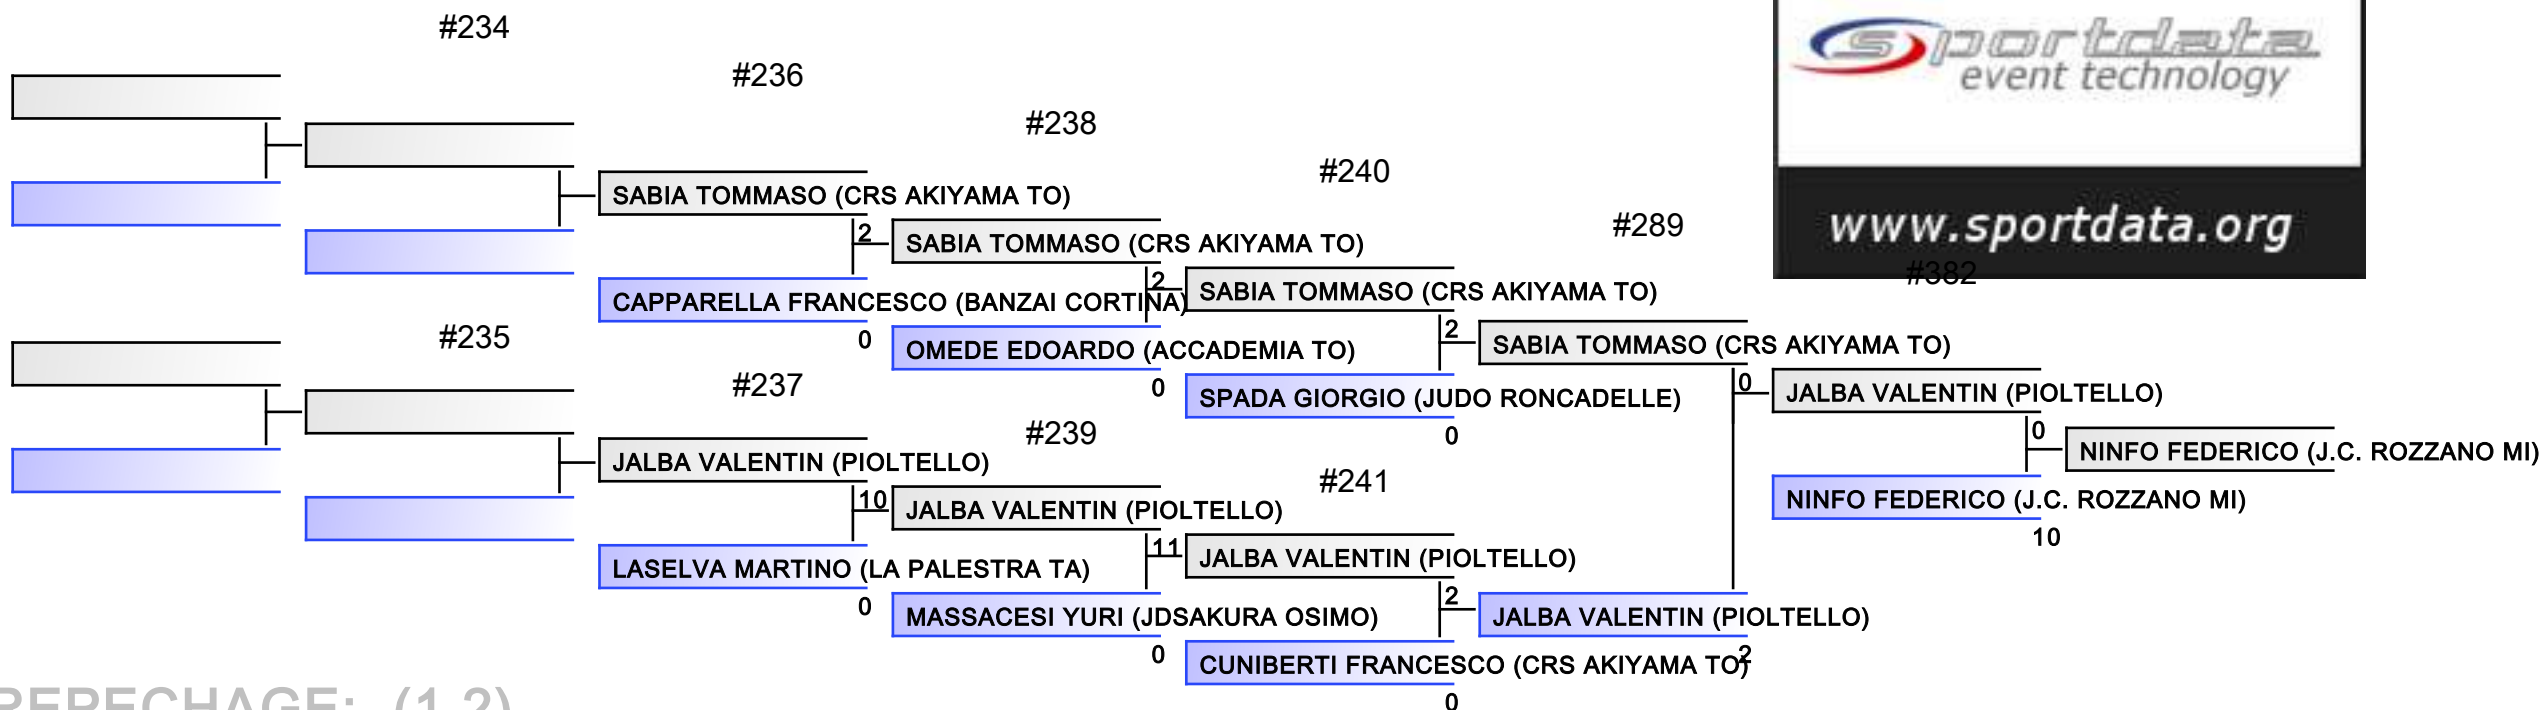 #234
sportdata
event technology
#236
#238
#240
SABIA TOMMASO (CRS AKIYAMA TO)
2
#289
www.sportdata.org
SABIA TOMMASO (CRS AKIYAMA TO)
2
#382
CAPPARELLA FRANCESCO (BANZAI CORTINA)
0
SABIA TOMMASO (CRS AKIYAMA TO)
2
#235
OMEDE EDOARDO (ACCADEMIA TO)
0
SABIA TOMMASO (CRS AKIYAMA TO)
0
#237
SPADA GIORGIO (JUDO RONCADELLE)
0
JALBA VALENTIN (PIOLTELLO)
0
#239
JALBA VALENTIN (PIOLTELLO)
10
NINFO FEDERICO (J.C. ROZZANO MI)
#241
JALBA VALENTIN (PIOLTELLO)
11
NINFO FEDERICO (J.C. ROZZANO MI)
10
LASELVA MARTINO (LA PALESTRA TA)
0
JALBA VALENTIN (PIOLTELLO)
2
MASSACESI YURI (JDSAKURA OSIMO)
0
JALBA VALENTIN (PIOLTELLO)
2
CUNIBERTI FRANCESCO (CRS AKIYAMA TO)
0
REPECHAGE: (1,2)